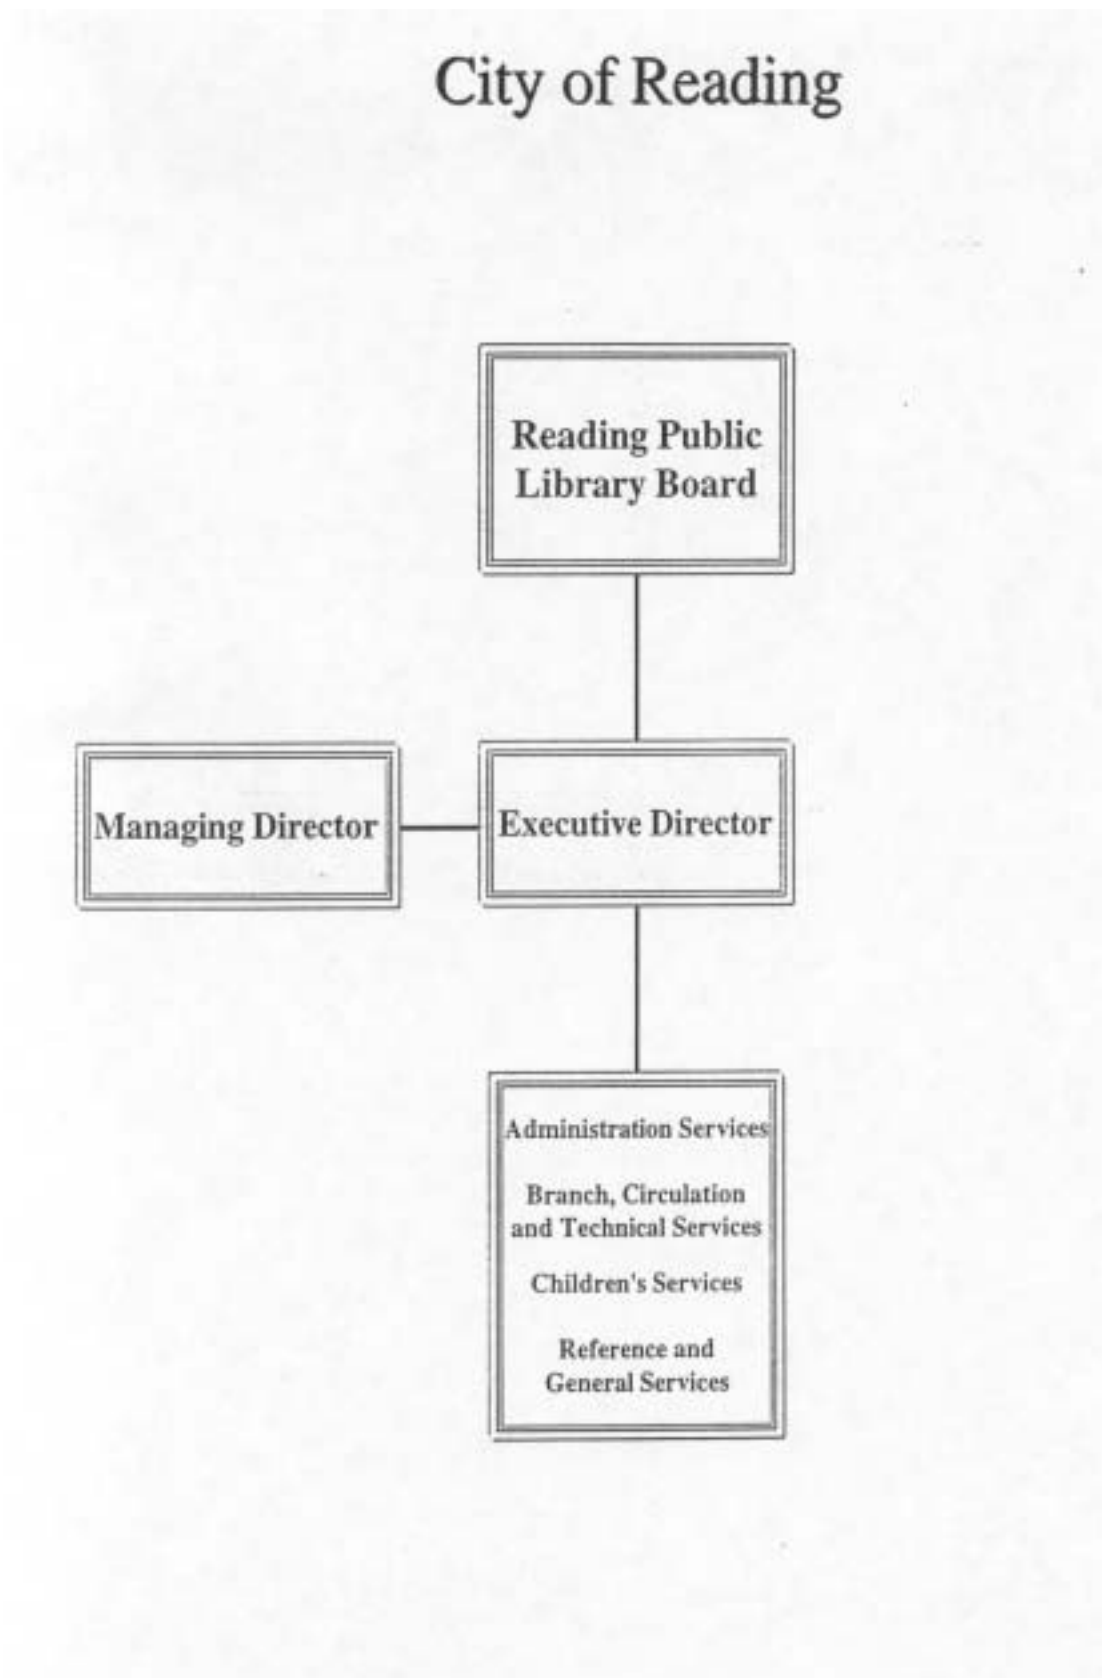 City of Reading
Reading Public
Library Board
Managing Director
Executive Director
Administration Services
Branch, Circulation
and Technical Services
Children's Services
Reference and
General Services